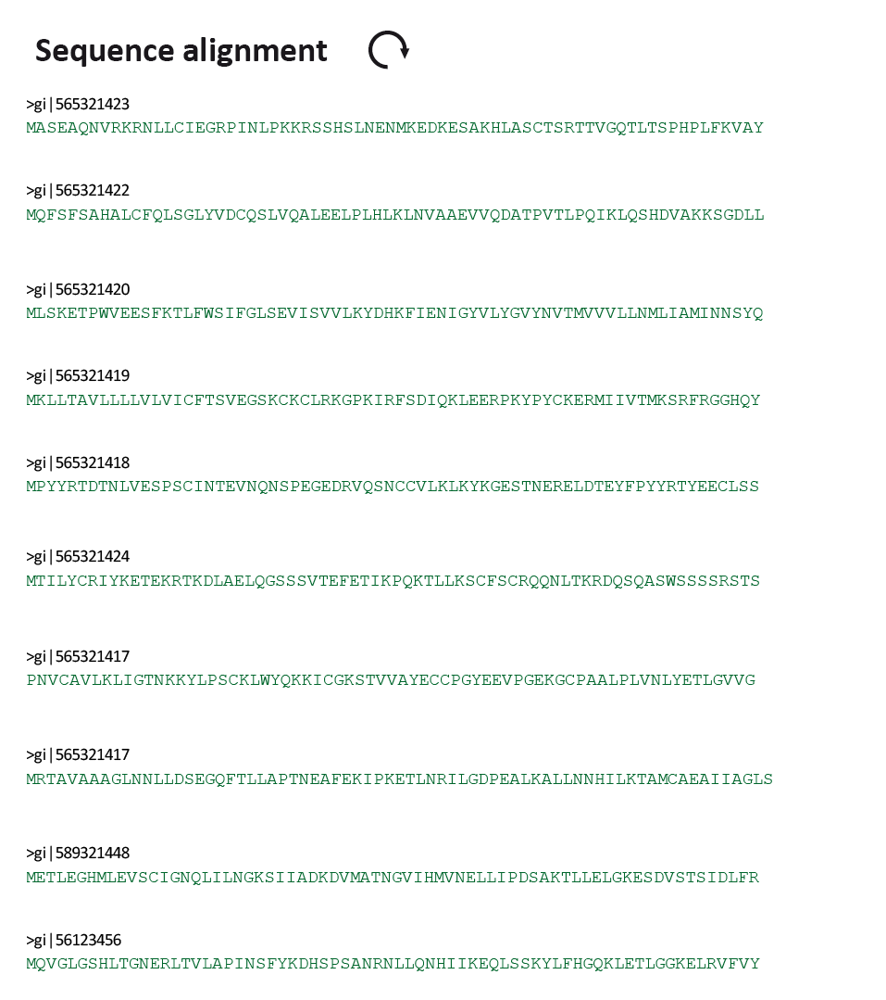 Sequence alignment
>gi|565321423
MASEAQNVRKRNLLCIEGRPINLPKKRSSHSLNENMKEDKESAKHLASCTSRTTVGQTLTSPHPLFKVAY
>gi|565321422
MQFSFSAHALCFQLSGLYVDCQSLVQALEELPLHLKLNVAAEVVQDATPVTLPQIKLQSHDVAKKSGDLL
>gi|565321420
MLSKETPWVEESFKTLFWSIFGLSEVISVVLKYDHKFIENIGYVLYGVYNVTMVVVLLNMLIAMINNSYQ
>gi|565321419
MKLLTAVLLLLVLVICFTSVEGSKCKCLRKGPKIRFSDIQKLEERPKYPYCKERMIIVTMKSRFRGGHQY
>gi|565321418
MPYYRTDTNLVESPSCINTEVNQNSPEGEDRVQSNCCVLKLKYKGESTNERELDTEYFPYYRTYEECLSS
>gi|565321424
MTILYCRIYKETEKRTKDLAELQGSSSVTEFETIKPQKTLLKSCFSCRQQNLTKRDQSQASWSSSSRSTS
>gi|565321417
PNVCAVLKLIGTNKKYLPSCKLWYQKKICGKSTVVAYECCPGYEEVPGEKGCPAALPLVNLYETLGVVG
>gi|565321417
MRTAVAAAGLNNLLDSEGQFTLLAPTNEAFEKIPKETLNRILGDPEALKALLNNHILKTAMCAEAIIAGLS
>gi|589321448
METLEGHMLEVSCIGNQLILNGKSIIADKDVMATNGVIHMVNELLIPDSAKTLLELGKESDVSTSIDLFR
>gi|56123456
MQVGLGSHLTGNERLTVLAPINSFYKDHSPSANRNLLQNHIIKEQLSSKYLFHGQKLETLGGKELRVFVY